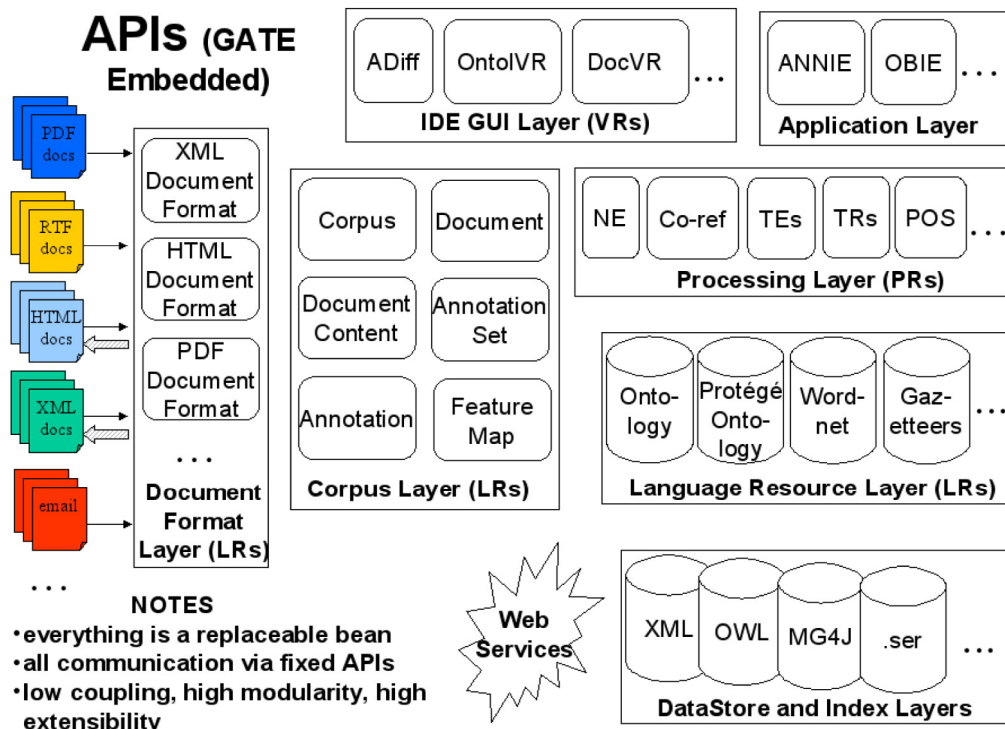 APIs (GATE
Embedded)
PDF
docs
RTF
docs
HTML
docs
XML
docs
email
...
XML
Document
Format
HTML
Document
Format
PDF
Document
Format
...
Document
Format
Layer (LRs)
ADiff
OntolVR
DocVR
...
IDE GUI Layer (VRs)
ANNIE
OBIE
...
Application Layer
Corpus
Document
Document
Content
Annotation
Set
Annotation
Feature
Map
Corpus Layer (LRs)
NE
Co-ref
TEs
TRs
POS
...
Processing Layer (PRs)
Onto-
logy
Protégé
Onto-
logy
Word-
net
Gaz-
etteers
...
Language Resource Layer (LRs)
NOTES
•everything is a replaceable bean
•all communication via fixed APIs
•low coupling, high modularity, high
extensibility
Web
Services
XML
OWL
MG4J
.ser
...
DataStore and Index Layers